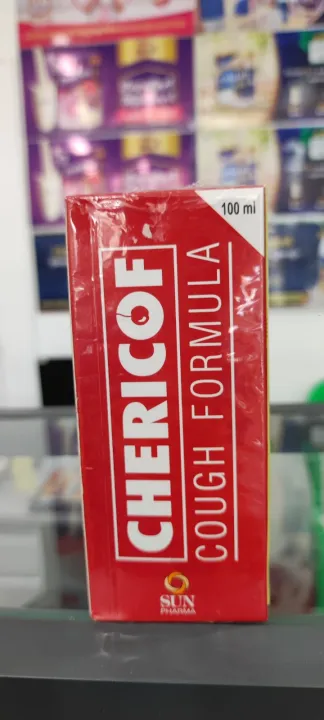 100 ml
CHERICOF
COUGH FORMULA
SUN
PHARMA